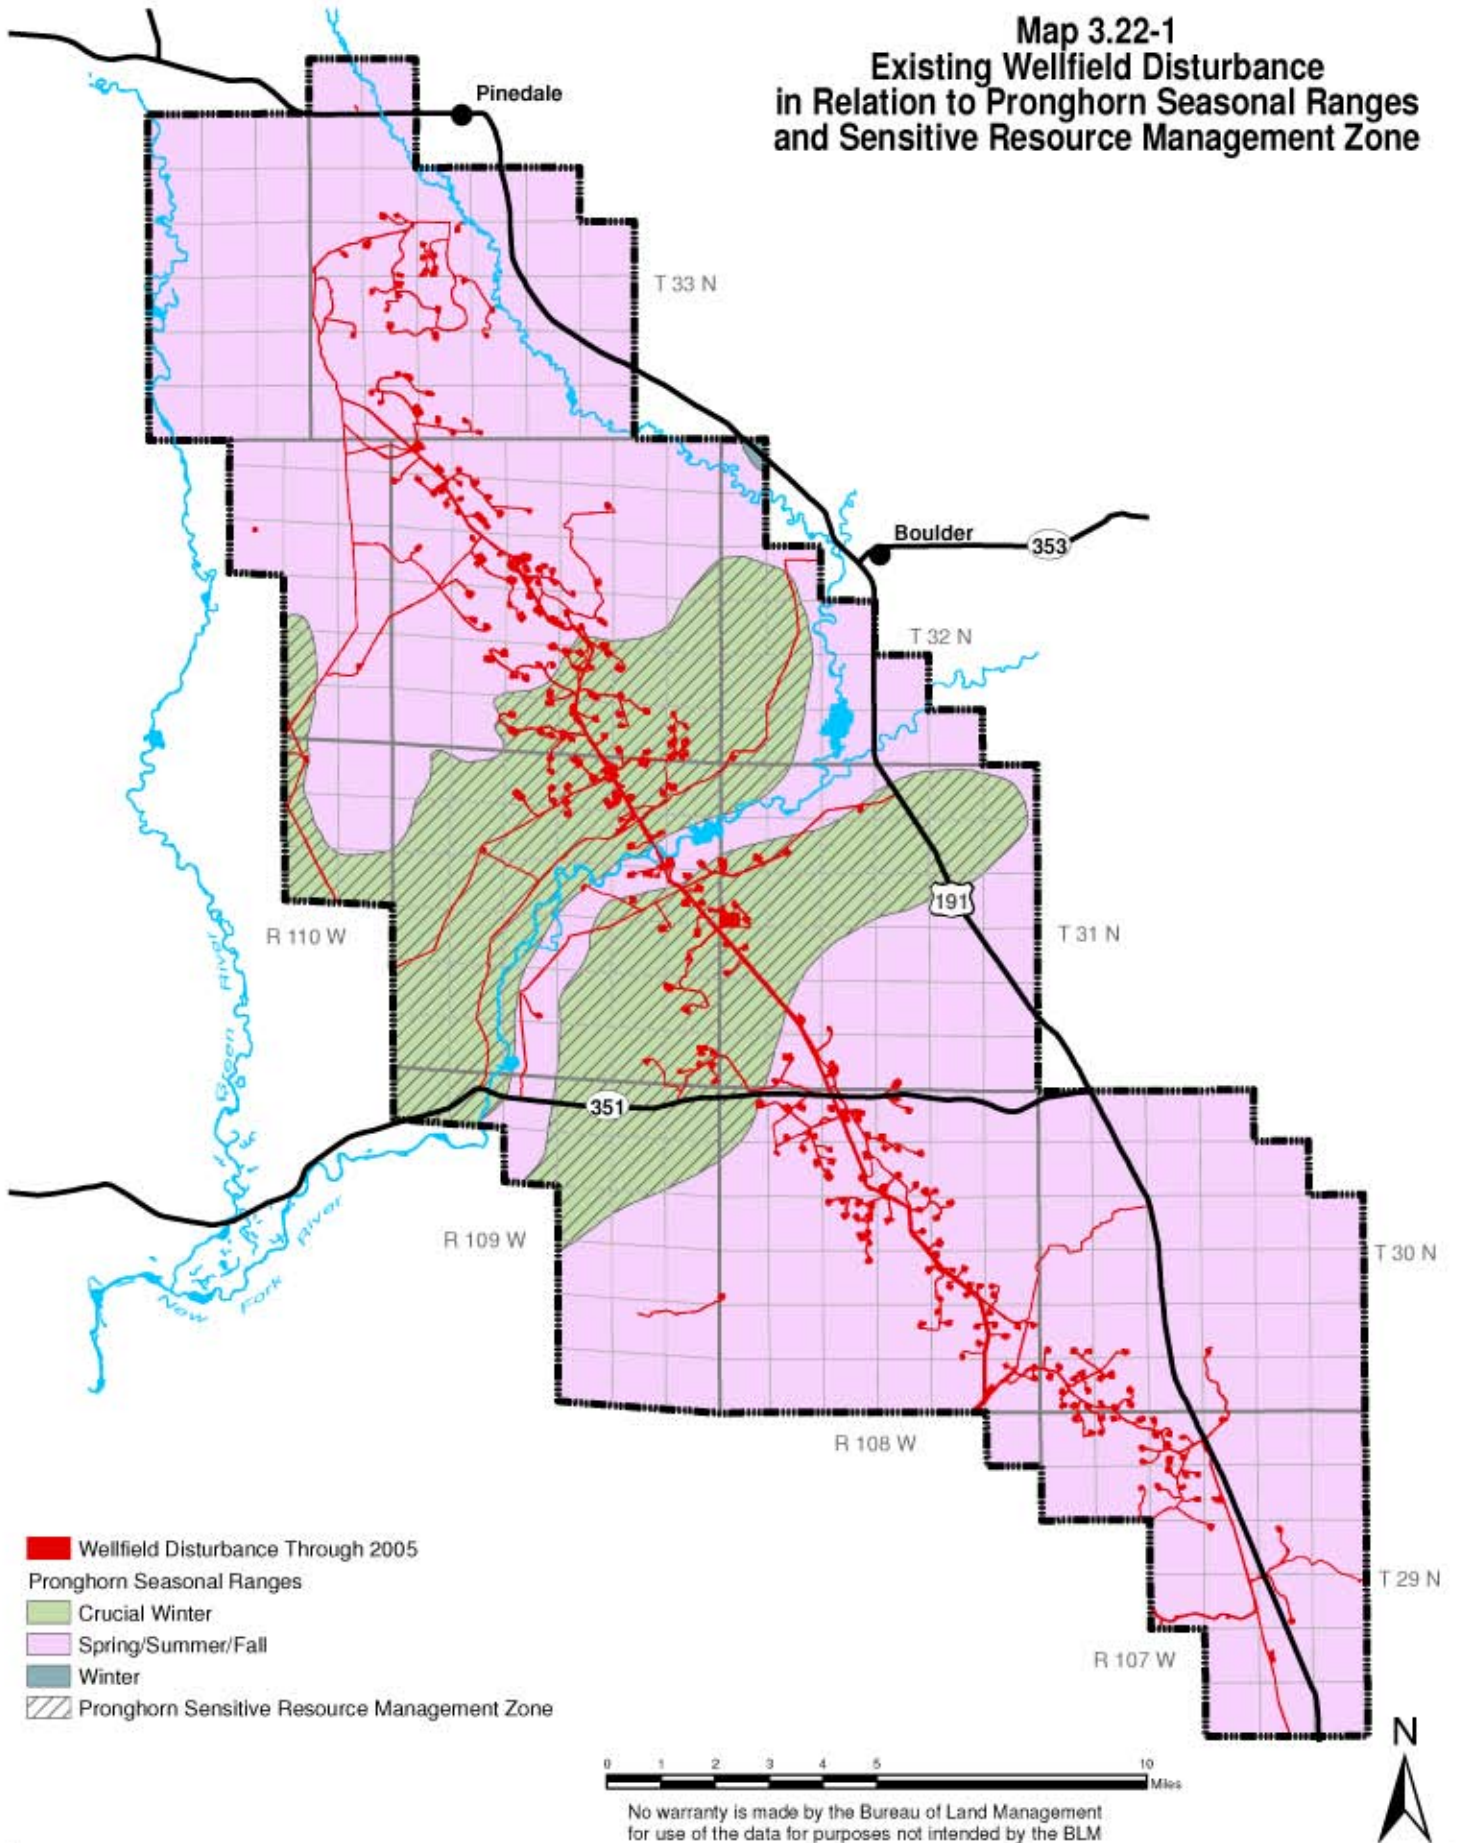 Map 3.22-1
Existing Wellfield Disturbance
in Relation to Pronghorn Seasonal Ranges
and Sensitive Resource Management Zone
Pinedale
T 33 N
Boulder
353
T 32 N
191
R 110 W
T 31 N
Green River
351
R 109 W
New Fork River
T 30 N
R 108 W
T 29 N
R 107 W
Wellfield Disturbance Through 2005
Pronghorn Seasonal Ranges
Crucial Winter
Spring/Summer/Fall
Winter
Pronghorn Sensitive Resource Management Zone
N
0 1 2 3 4 5 10
Miles
No warranty is made by the Bureau of Land Management
for use of the data for purposes not intended by the BLM